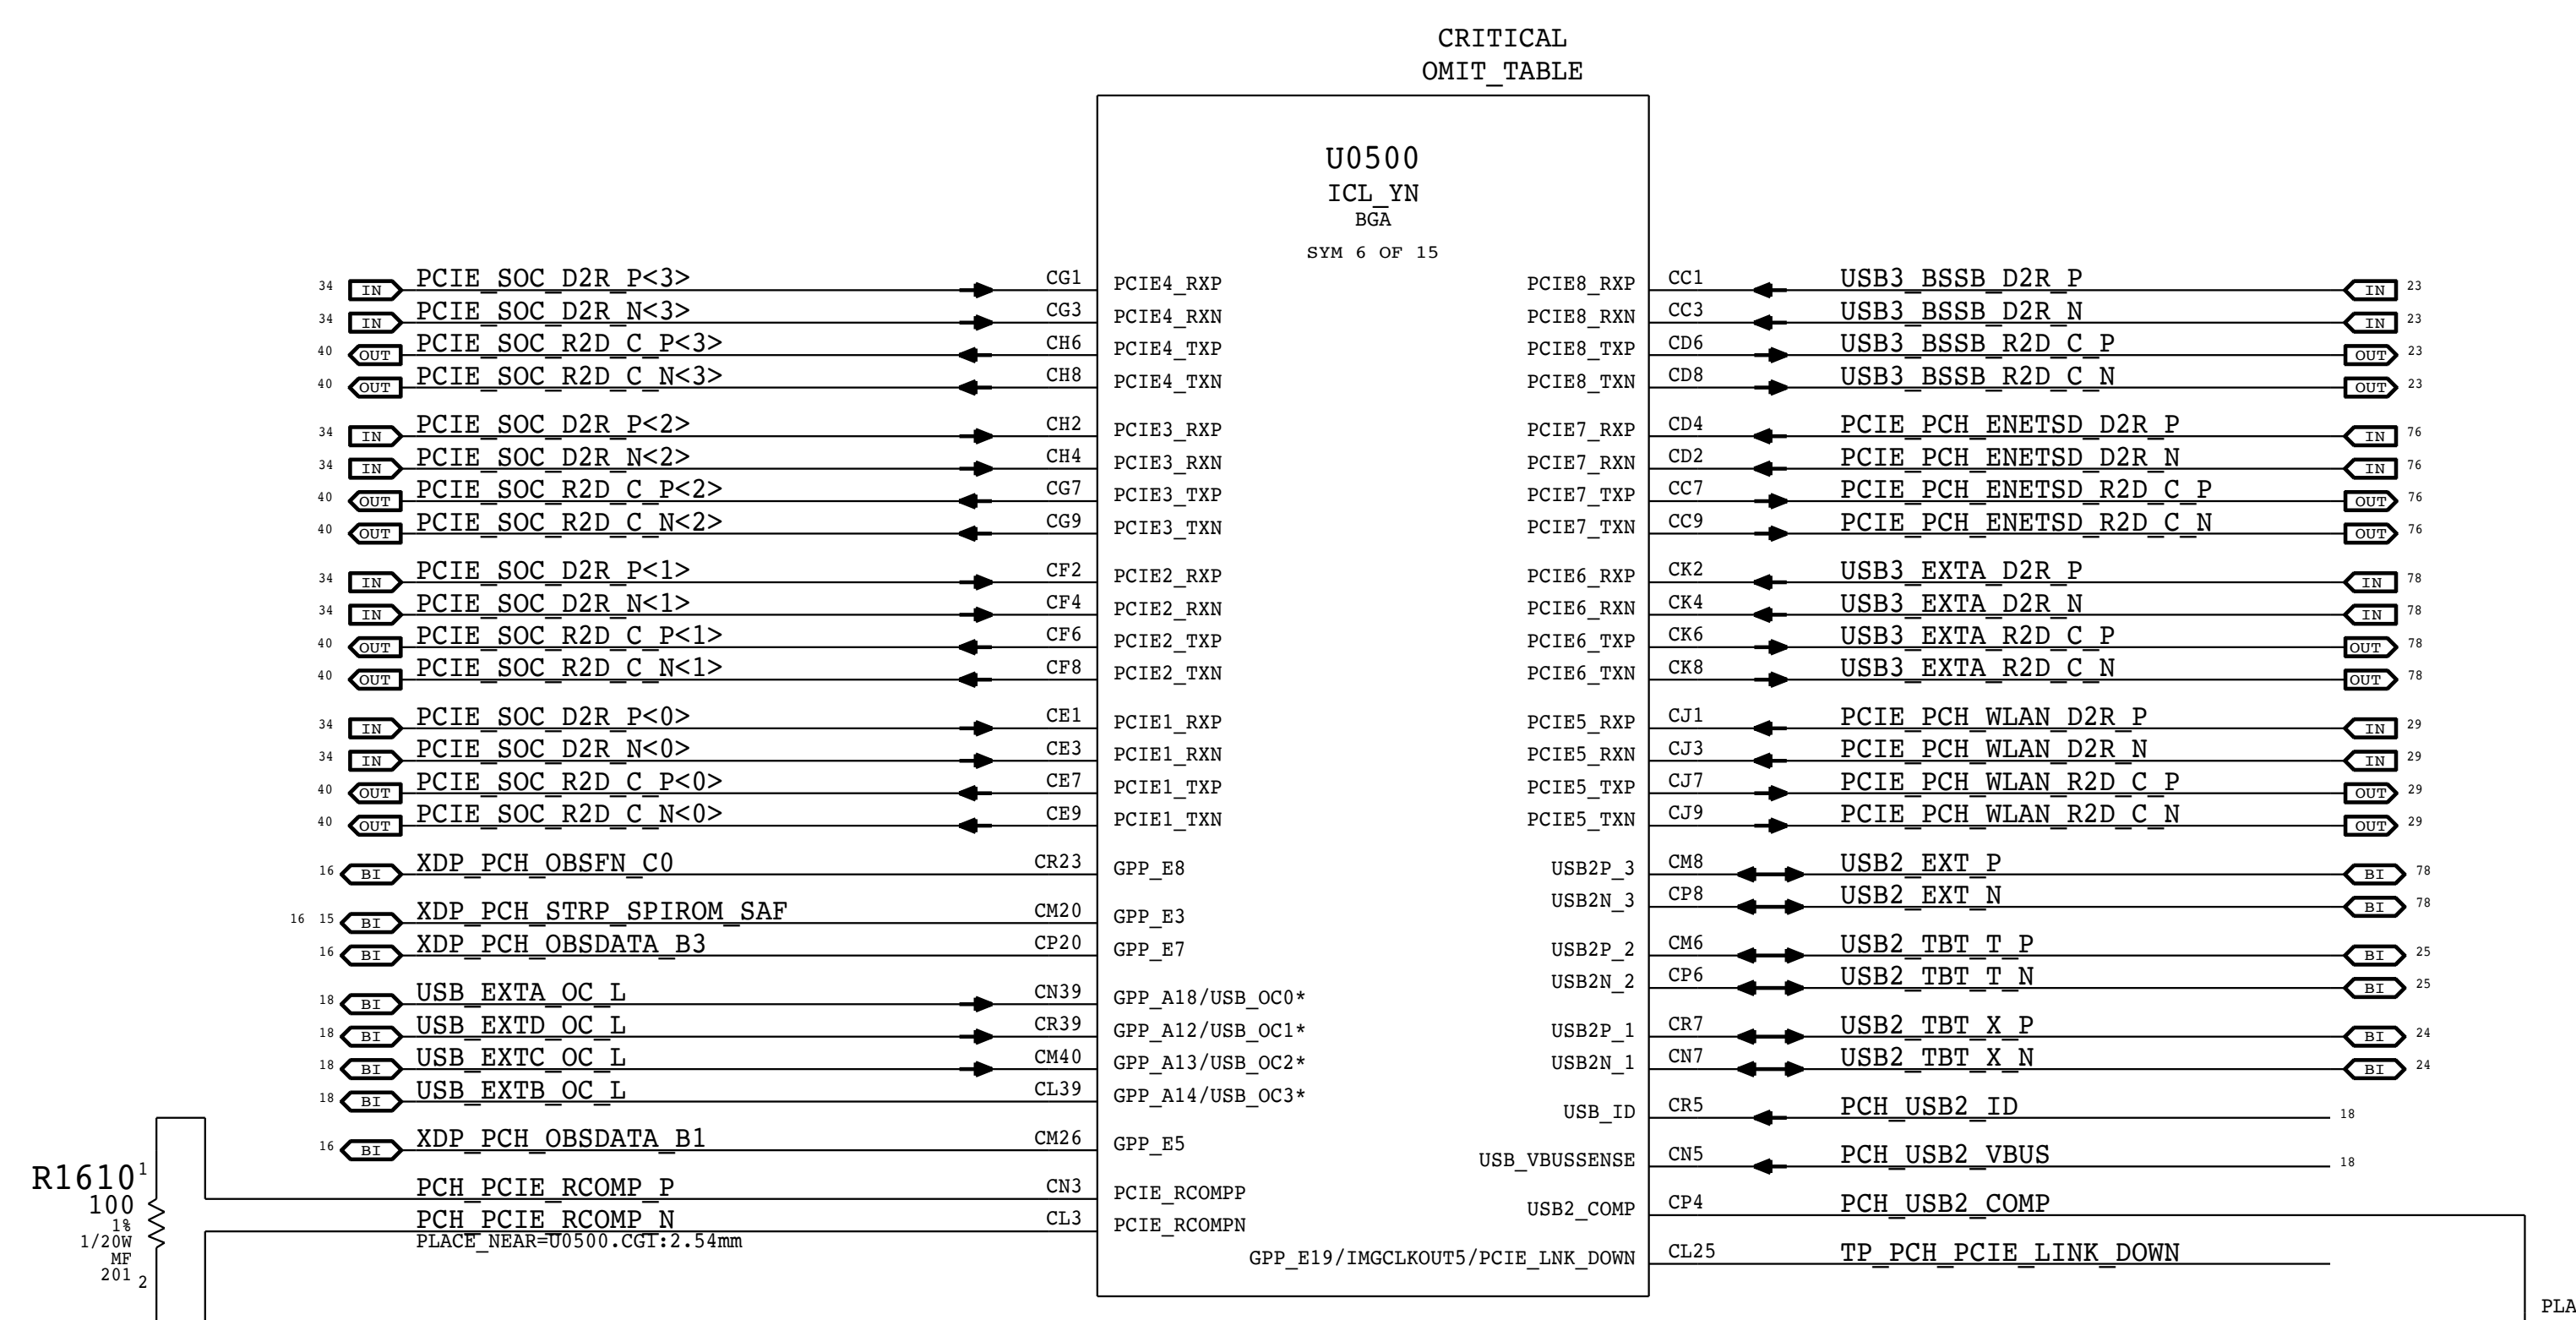 CRITICAL
OMIT_TABLE
U0500
ICL_YN
BGA
SYM 6 OF 15
34 IN PCIE_SOC_D2R_P<3> CG1 PCIE4_RXP PCIE8_RXP CC1 USB3_BSSB_D2R_P IN 23
34 IN PCIE_SOC_D2R_N<3> CG3 PCIE4_RXN PCIE8_RXN CC3 USB3_BSSB_D2R_N IN 23
40 OUT PCIE_SOC_R2D_C_P<3> CH6 PCIE4_TXP PCIE8_TXP CD6 USB3_BSSB_R2D_C_P OUT 23
40 OUT PCIE_SOC_R2D_C_N<3> CH8 PCIE4_TXN PCIE8_TXN CD8 USB3_BSSB_R2D_C_N OUT 23
34 IN PCIE_SOC_D2R_P<2> CH2 PCIE3_RXP PCIE7_RXP CD4 PCIE_PCH_ENETSD_D2R_P IN 76
34 IN PCIE_SOC_D2R_N<2> CH4 PCIE3_RXN PCIE7_RXN CD2 PCIE_PCH_ENETSD_D2R_N IN 76
40 OUT PCIE_SOC_R2D_C_P<2> CG7 PCIE3_TXP PCIE7_TXP CC7 PCIE_PCH_ENETSD_R2D_C_P OUT 76
40 OUT PCIE_SOC_R2D_C_N<2> CG9 PCIE3_TXN PCIE7_TXN CC9 PCIE_PCH_ENETSD_R2D_C_N OUT 76
34 IN PCIE_SOC_D2R_P<1> CF2 PCIE2_RXP PCIE6_RXP CK2 USB3_EXTA_D2R_P IN 78
34 IN PCIE_SOC_D2R_N<1> CF4 PCIE2_RXN PCIE6_RXN CK4 USB3_EXTA_D2R_N IN 78
40 OUT PCIE_SOC_R2D_C_P<1> CF6 PCIE2_TXP PCIE6_TXP CK6 USB3_EXTA_R2D_C_P OUT 78
40 OUT PCIE_SOC_R2D_C_N<1> CF8 PCIE2_TXN PCIE6_TXN CK8 USB3_EXTA_R2D_C_N OUT 78
34 IN PCIE_SOC_D2R_P<0> CE1 PCIE1_RXP PCIE5_RXP CJ1 PCIE_PCH_WLAN_D2R_P IN 29
34 IN PCIE_SOC_D2R_N<0> CE3 PCIE1_RXN PCIE5_RXN CJ3 PCIE_PCH_WLAN_D2R_N IN 29
40 OUT PCIE_SOC_R2D_C_P<0> CE7 PCIE1_TXP PCIE5_TXP CJ7 PCIE_PCH_WLAN_R2D_C_P OUT 29
40 OUT PCIE_SOC_R2D_C_N<0> CE9 PCIE1_TXN PCIE5_TXN CJ9 PCIE_PCH_WLAN_R2D_C_N OUT 29
16 BI XDP_PCH_OBSFN_C0 CR23 GPP_E8 USB2P_3 CM8 USB2_EXT_P BI 78
USB2N_3 CP8 USB2_EXT_N BI 78
16 15 BI XDP_PCH_STRP_SPIROM_SAF CM20 GPP_E3
16 BI XDP_PCH_OBSDATA_B3 CP20 GPP_E7 USB2P_2 CM6 USB2_TBT_T_P BI 25
USB2N_2 CP6 USB2_TBT_T_N BI 25
18 BI USB_EXTA_OC_L CN39 GPP_A18/USB_OC0*
18 BI USB_EXTD_OC_L CR39 GPP_A12/USB_OC1* USB2P_1 CR7 USB2_TBT_X_P BI 24
18 BI USB_EXTC_OC_L CM40 GPP_A13/USB_OC2* USB2N_1 CN7 USB2_TBT_X_N BI 24
18 BI USB_EXTB_OC_L CL39 GPP_A14/USB_OC3*
USB_ID CR5 PCH_USB2_ID 18
16 BI XDP_PCH_OBSDATA_B1 CM26 GPP_E5
USB_VBUSSENSE CN5 PCH_USB2_VBUS 18
R1610 1
PCH_PCIE_RCOMP_P CN3 PCIE_RCOMPP
100
USB2_COMP CP4 PCH_USB2_COMP
PCH_PCIE_RCOMP_N CL3 PCIE_RCOMPN
1%
1/20W
PLACE_NEAR=U0500.CG1:2.54mm
MF
GPP_E19/IMGCLKOUT5/PCIE_LNK_DOWN CL25 TP_PCH_PCIE_LINK_DOWN
201 2
PLA